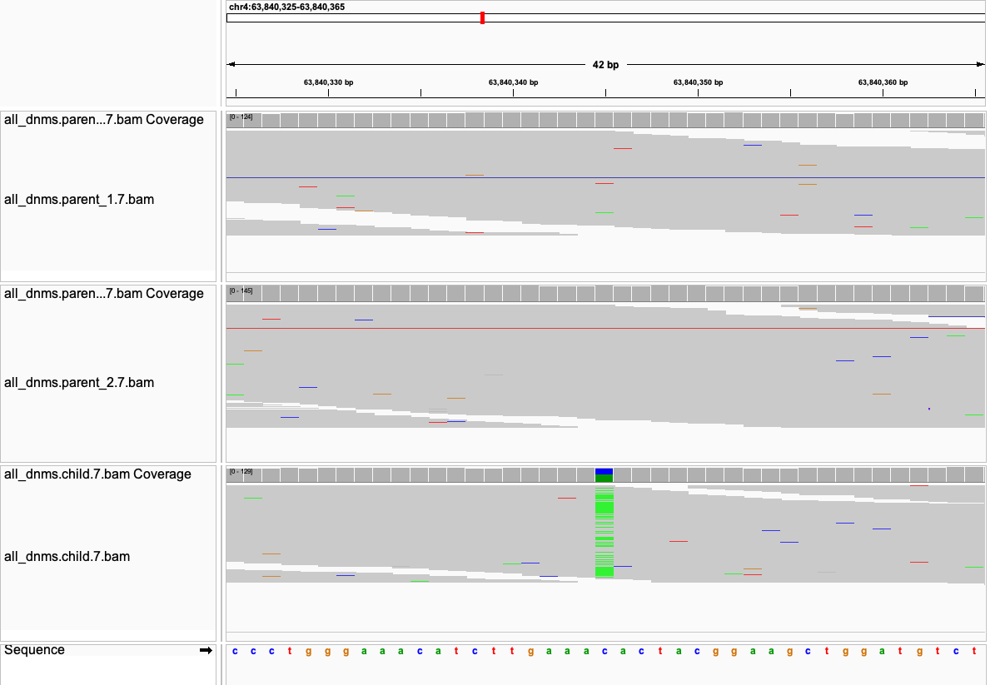 chr4:63,840,325-63,840,365
42 bp
63,840,330 bp 63,840,340 bp 63,840,350 bp 63,840,360 bp
all_dnms.paren...7.bam Coverage [0 - 124]
all_dnms.parent_1.7.bam
all_dnms.paren...7.bam Coverage [0 - 145]
all_dnms.parent_2.7.bam
all_dnms.child.7.bam Coverage [0 - 129]
all_dnms.child.7.bam
Sequence c c c t g g g a a a c a t c t t g a a a c a c t a c g g a a g c t g g a t g t c t